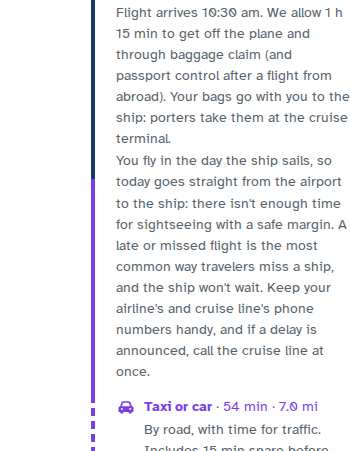 Flight arrives 10:30 am. We allow 1 h
15 min to get off the plane and
through baggage claim (and
passport control after a flight from
abroad). Your bags go with you to the
ship: porters take them at the cruise
terminal.
You fly in the day the ship sails, so
today goes straight from the airport
to the ship: there isn't enough time
for sightseeing with a safe margin. A
late or missed flight is the most
common way travelers miss a ship,
and the ship won't wait. Keep your
airline's and cruise line's phone
numbers handy, and if a delay is
announced, call the cruise line at
once.
Taxi or car · 54 min · 7.0 mi
By road, with time for traffic.
Includes 15 min spare before